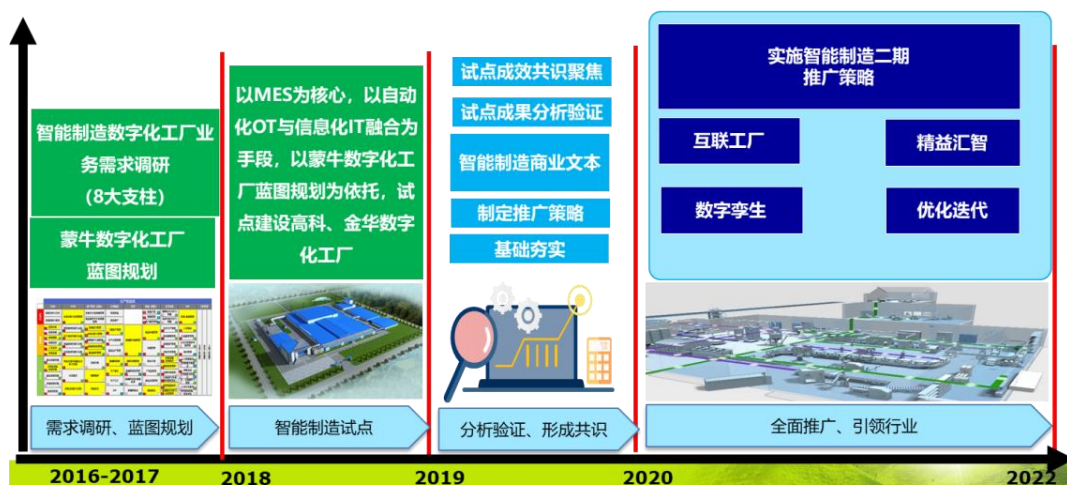 智能制造数字化工厂业
务需求调研
(8大支柱)
蒙牛数字化工厂
蓝图规划
需求调研、蓝图规划
以MES为核心，以自动
化OT与信息化IT融合为
手段，以蒙牛数字化工
厂蓝图规划为依托，试
点建设高科、金华数字
化工厂
智能制造试点
试点成效共识聚焦
试点成果分析验证
智能制造商业文本
制定推广策略
基础夯实
分析验证、形成共识
实施智能制造二期
推广策略
互联工厂
精益汇智
数字孪生
优化迭代
全面推广、引领行业
2016-2017
2018
2019
2020
2022